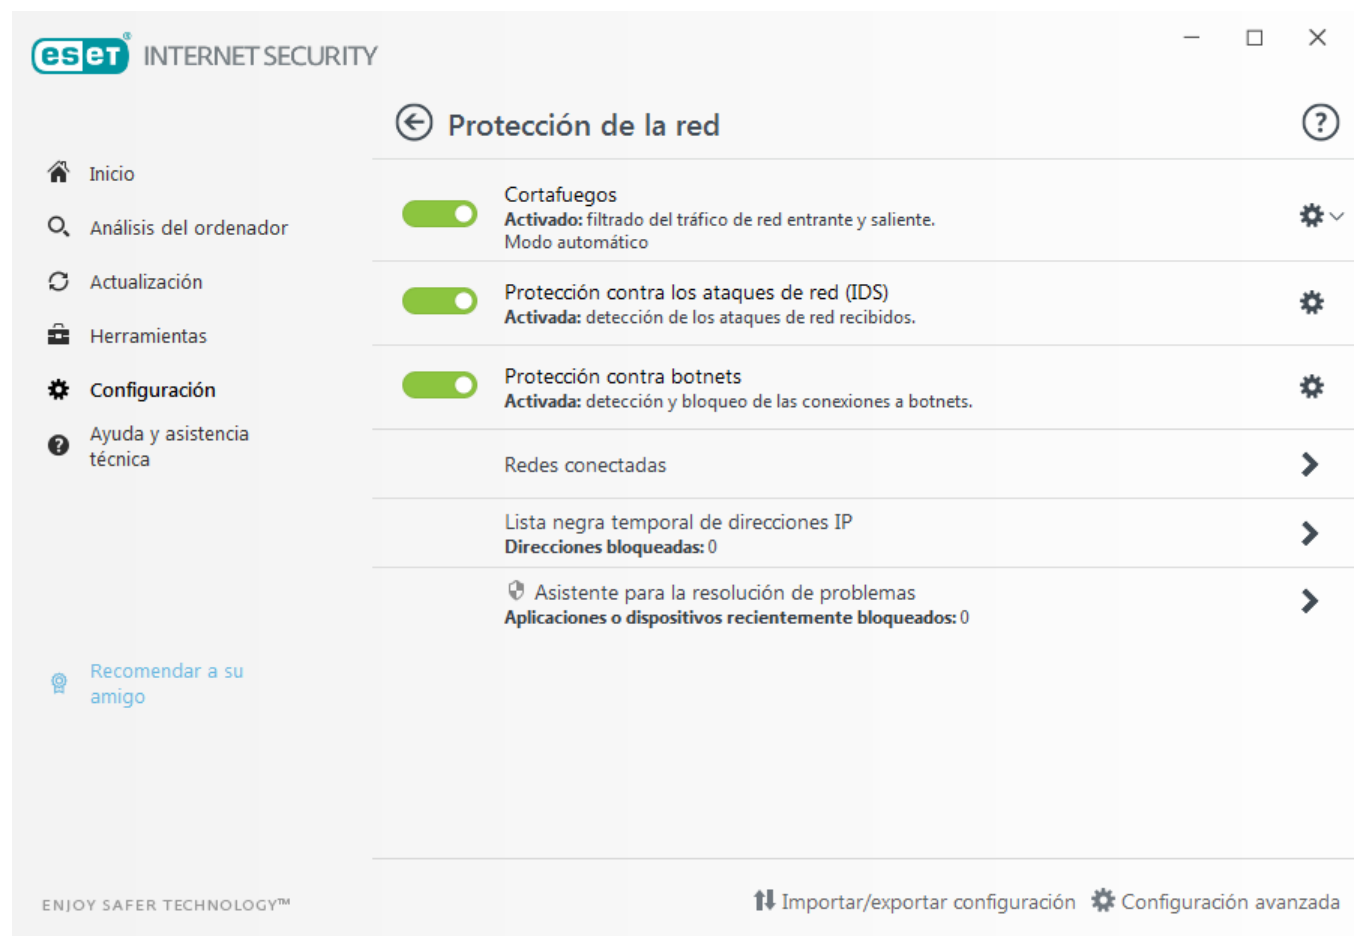 eset® INTERNET SECURITY
Protección de la red
?
Inicio
Análisis del ordenador
Actualización
Herramientas
Configuración
Ayuda y asistencia
técnica
Recomendar a su
amigo
Cortafuegos
Activado: filtrado del tráfico de red entrante y saliente.
Modo automático
Protección contra los ataques de red (IDS)
Activada: detección de los ataques de red recibidos.
Protección contra botnets
Activada: detección y bloqueo de las conexiones a botnets.
Redes conectadas
Lista negra temporal de direcciones IP
Direcciones bloqueadas: 0
Asistente para la resolución de problemas
Aplicaciones o dispositivos recientemente bloqueados: 0
ENJOY SAFER TECHNOLOGY™
Importar/exportar configuración
Configuración avanzada